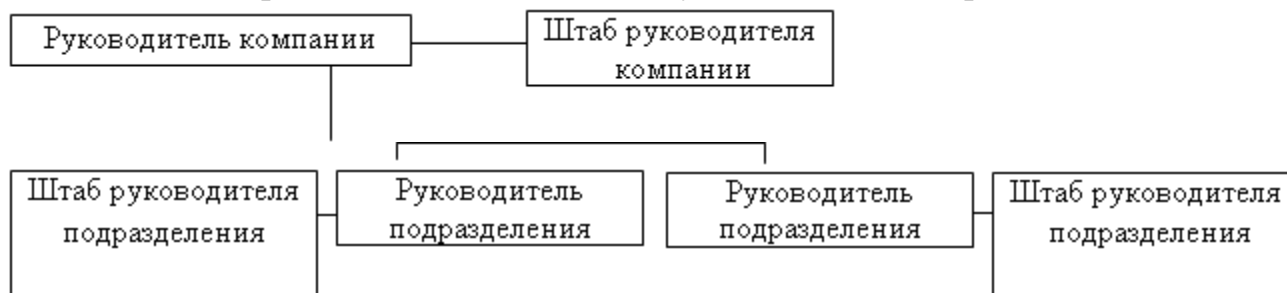 Руководитель компании
Штаб руководителя
компании
Штаб руководителя
подразделения
Руководитель
подразделения
Руководитель
подразделения
Штаб руководителя
подразделения